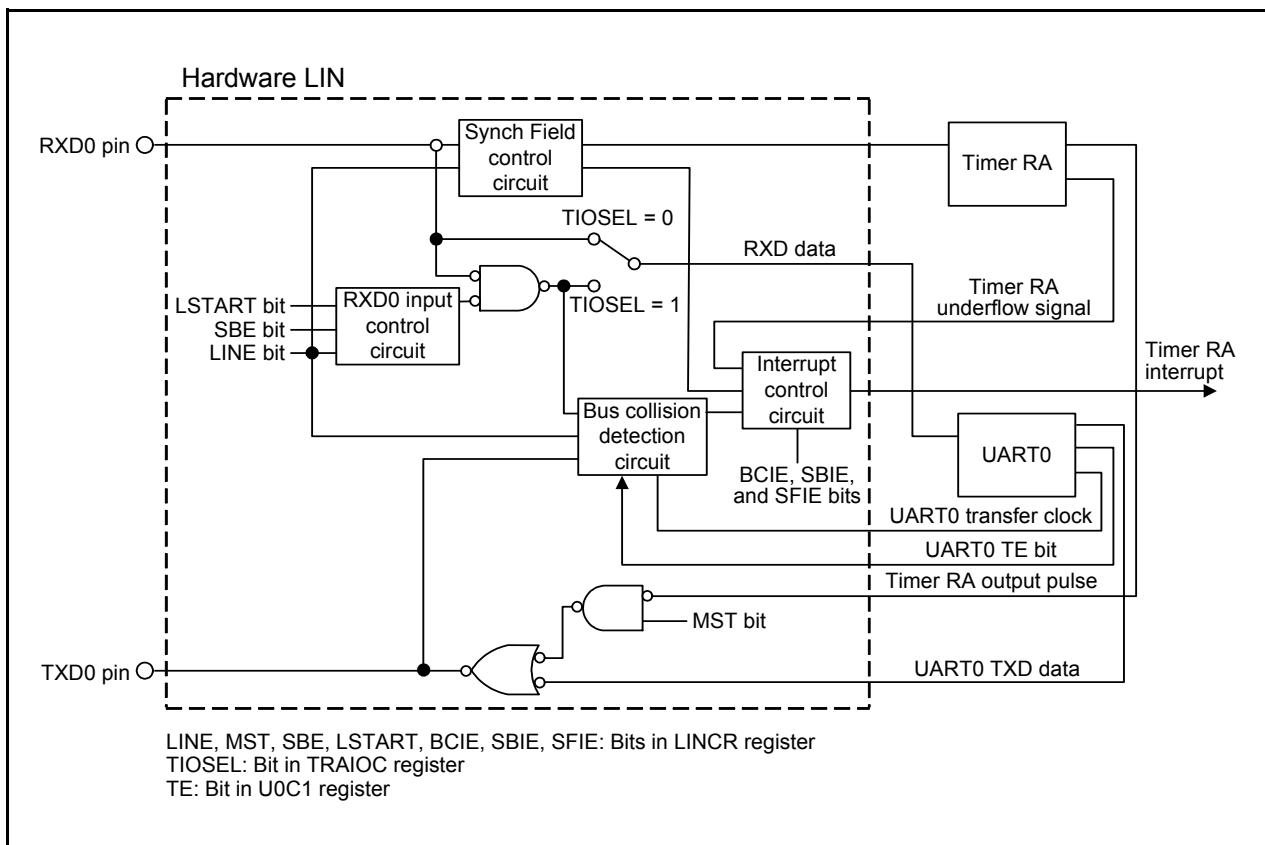 Hardware LIN
RXD0 pin
Synch Field
control
circuit
Timer RA
TIOSEL = 0
RXD data
TIOSEL = 1
LSTART bit
SBE bit
LINE bit
RXD0 input
control
circuit
Timer RA
underflow signal
Timer RA
interrupt
Interrupt
control
circuit
Bus collision
detection
circuit
BCIE, SBIE,
and SFIE bits
UART0
UART0 transfer clock
UART0 TE bit
Timer RA output pulse
MST bit
TXD0 pin
UART0 TXD data
LINE, MST, SBE, LSTART, BCIE, SBIE, SFIE: Bits in LINCR register
TIOSEL: Bit in TRAIOC register
TE: Bit in U0C1 register